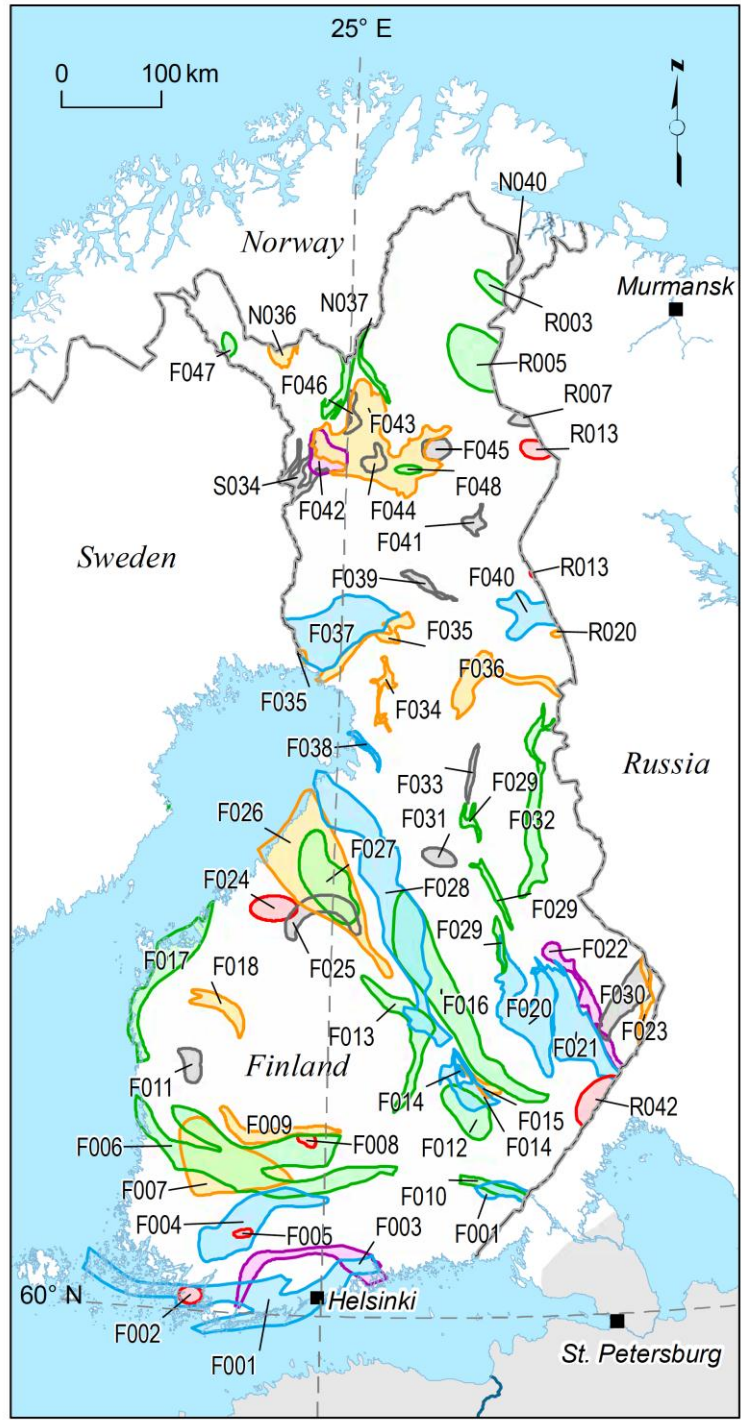 25° E
0 100 km
z
N040
Norway
Murmansk
N036
N037
R003
F047
R005
F046
F043
R007
R013
F045
S034
F042
F044
F048
F041
Sweden
F039
F040
R013
F037
F035
R020
F036
F035
F034
F038
F033
F029
Russia
F026
F031
F032
F027
F024
F028
F029
F025
F029
F022
F017
F018
F016
F030
F013
F020
F023
F021
Finland
F011
F014
F015
R042
F009
F014
F006
F008
F012
F007
F010
F004
F003
F001
F005
60° N
Helsinki
F002
F001
St. Petersburg